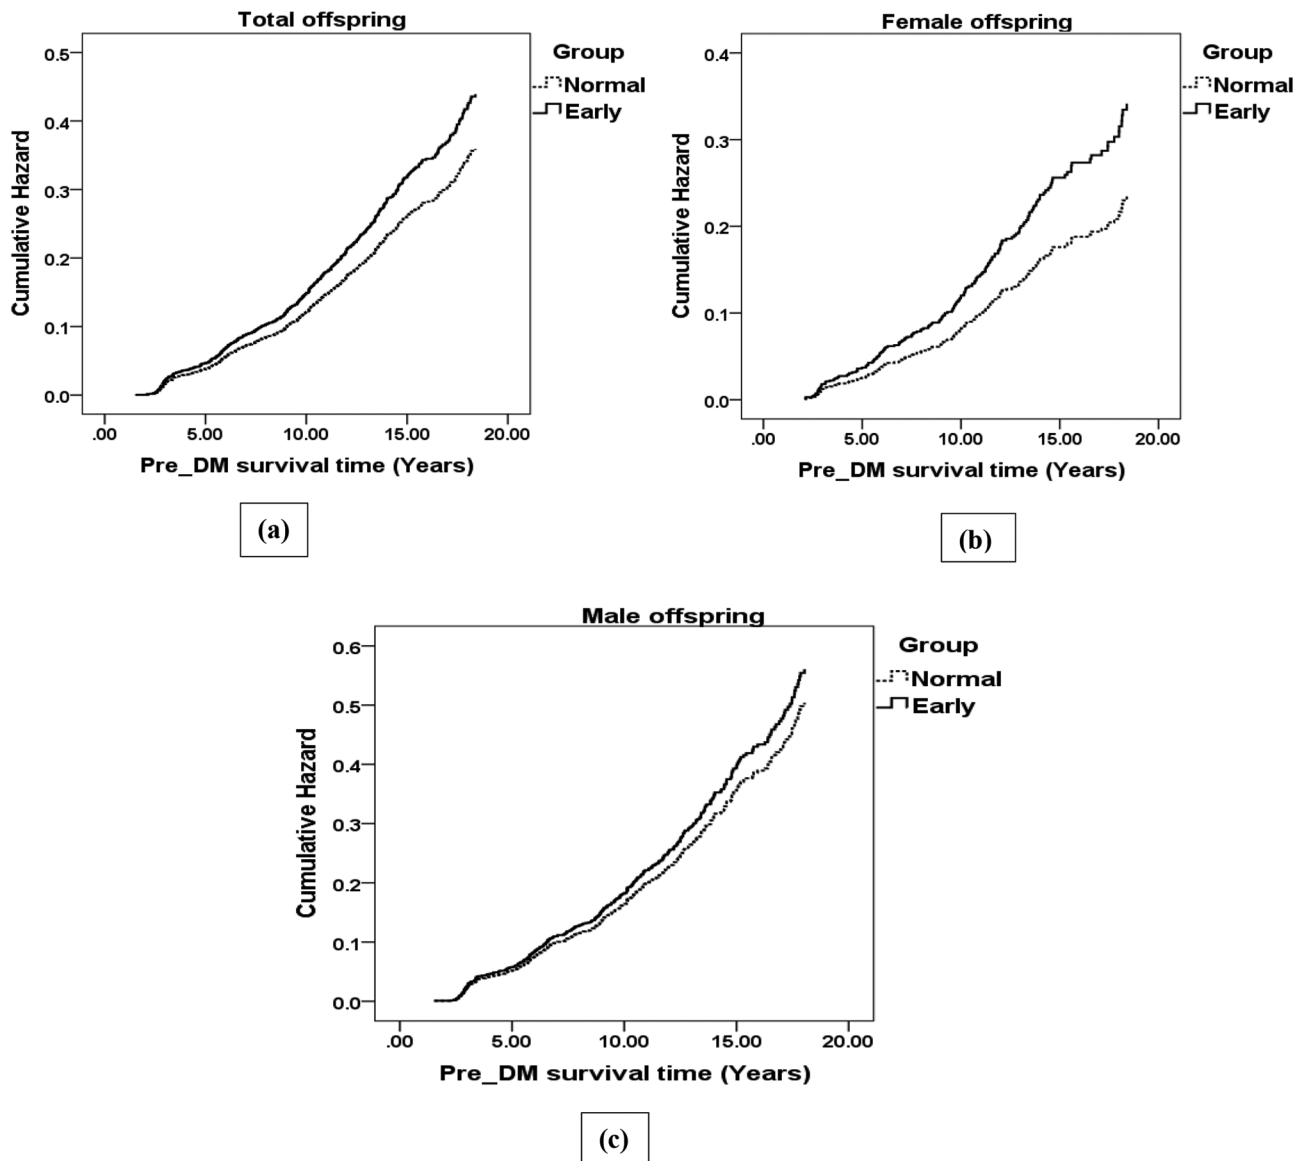 Total offspring
Group
Normal
Early
Cumulative Hazard
0.5
0.4
0.3
0.2
0.1
0.0
.00 5.00 10.00 15.00 20.00
Pre_DM survival time (Years)
(a)
Female offspring
Group
Normal
Early
Cumulative Hazard
0.4
0.3
0.2
0.1
0.0
.00 5.00 10.00 15.00 20.00
Pre_DM survival time (Years)
(b)
Male offspring
Group
Normal
Early
Cumulative Hazard
0.6
0.5
0.4
0.3
0.2
0.1
0.0
.00 5.00 10.00 15.00 20.00
Pre_DM survival time (Years)
(c)